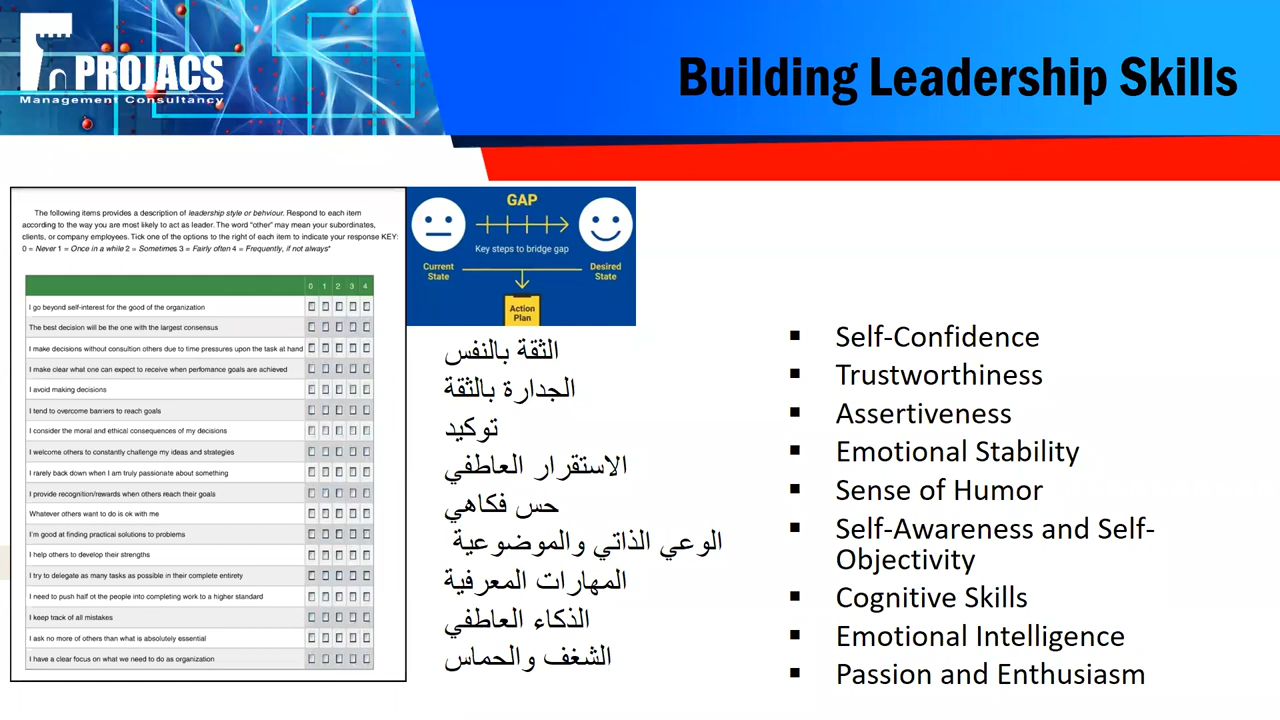 PROJACS
Management Consultancy
Building Leadership Skills
The following items provides a description of leadership style or behviour. Respond to each item
according to the way you are most likely to act as leader. The word "other" may mean your subordinates,
clients, or company employees. Tick one of the options to the right of each item to indicate your response KEY:
0 = Never 1 = Once in a while 2 = Sometimes 3 = Fairly often 4 = Frequently, if not always"
0 1 2 3 4
I go beyond self-interest for the good of the organization
The best decision will be the one with the largest consensus
I make decisions without consultion others due to time pressures upon the task at hand
I make clear what one can expect to receive when perfomance goals are achieved
I avoid making decisions
I tend to overcome barriers to reach goals
I consider the moral and ethical consequences of my decisions
I welcome others to constantly challenge my ideas and strategies
I rarely back down when I am truly passionate about something
I provide recognition/rewards when others reach their goals
Whatever others want to do is ok with me
I'm good at finding practical solutions to problems
I help others to develop their strengths
I try to delegate as many tasks as possible in their complete entirety
I need to push half ot the people into completing work to a higher standard
I keep track of all mistakes
I ask no more of others than what is absolutely essential
I have a clear focus on what we need to do as organization
GAP
Key steps to bridge gap
Current
State
Desired
State
Action
Plan
الثقة بالنفس
الجدارة بالثقة
توكيد
الاستقرار العاطفي
حس فكاهي
الوعي الذاتي والموضوعية
المهارات المعرفية
الذكاء العاطفي
الشغف والحماس
▪ Self-Confidence
▪ Trustworthiness
▪ Assertiveness
▪ Emotional Stability
▪ Sense of Humor
▪ Self-Awareness and Self-
Objectivity
▪ Cognitive Skills
▪ Emotional Intelligence
▪ Passion and Enthusiasm